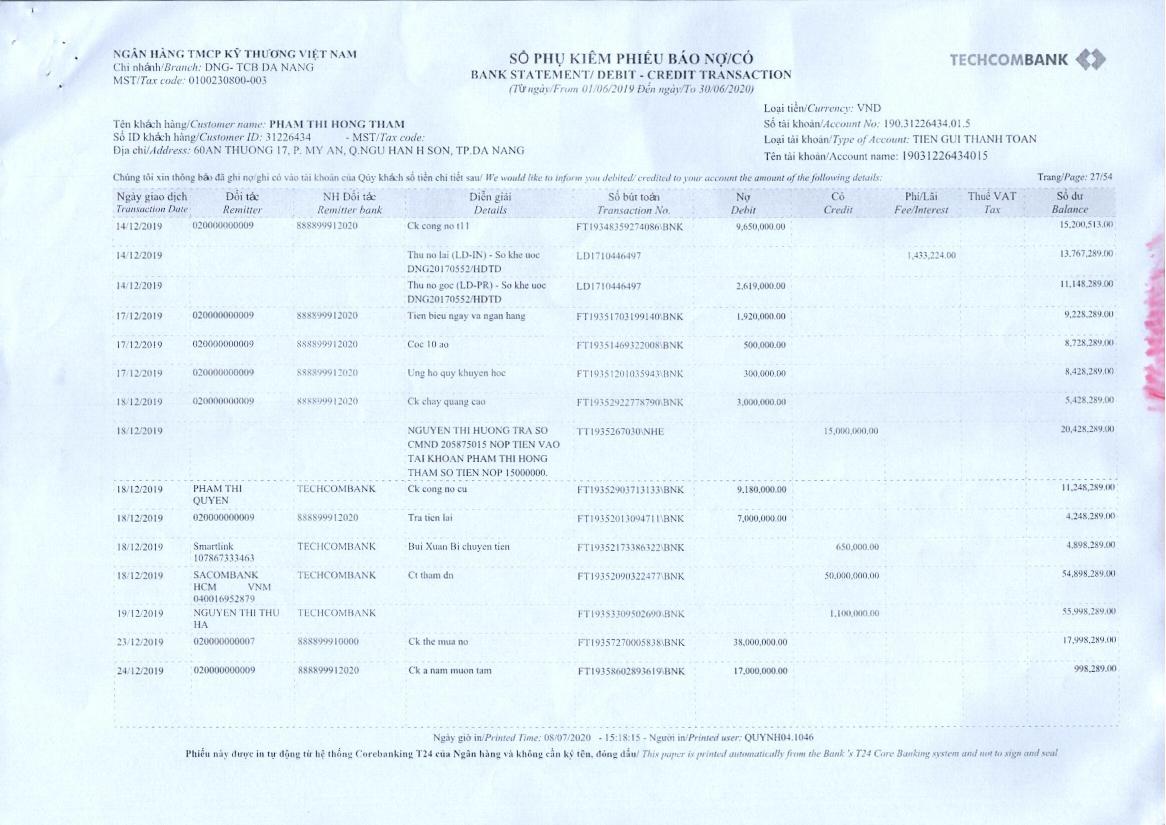 NGÂN HÀNG TMCP KỸ THƯƠNG VIỆT NAM
Chi nhánh/Branch: DNG- TCB DA NANG
MST/Tax code: 0100230800-003
SỔ PHỤ KIÊM PHIẾU BÁO NỢ/CÓ
BANK STATEMENT/ DEBIT - CREDIT TRANSACTION
(Từ ngày/From 01/06/2019 Đến ngày/To 30/06/2020)
TECHCOMBANK
Loại tiền/Currency: VND
Số tài khoản/Account No: 190.31226434.01.5
Loại tài khoản/Type of Account: TIEN GUI THANH TOAN
Tên tài khoản/Account name: 19031226434015
Tên khách hàng/Customer name: PHAM THI HONG THAM
Số ID khách hàng/Customer ID: 31226434 - MST/Tax code:
Địa chỉ/Address: 60AN THUONG 17, P. MY AN, Q.NGU HAN H SON, TP.DA NANG
Chúng tôi xin thông báo đã ghi nợ/ghi có vào tài khoản của Qúy khách số tiền chi tiết sau/ We would like to inform you debited/ credited to your account the amount of the following details:
Trang/Page: 27/54
Ngày giao dịch Đối tác NH Đối tác Diễn giải Số bút toán Nợ Có Phí/Lãi Thuế VAT Số dư
Transaction Date Remitter Remitter bank Details Transaction No. Debit Credit Fee/Interest Tax Balance
14/12/2019 020000000009 888899912020 Ck cong no t11 FT19348359274086\BNK 9,650,000.00 15,200,513.00
14/12/2019 Thu no lai (LD-IN) - So khe uoc LD1710446497 1,433,224.00 13,767,289.00
DNG20170552/HDTD
14/12/2019 Thu no goc (LD-PR) - So khe uoc LD1710446497 2,619,000.00 11,148,289.00
DNG20170552/HDTD
17/12/2019 020000000009 888899912020 Tien bieu ngay va ngan hang FT19351703199140\BNK 1,920,000.00 9,228,289.00
17/12/2019 020000000009 888899912020 Coc 10 ao FT19351469322008\BNK 500,000.00 8,728,289.00
17/12/2019 020000000009 888899912020 Ung ho quy khuyen hoc FT19351201035943\BNK 300,000.00 8,428,289.00
18/12/2019 020000000009 888899912020 Ck chay quang cao FT19352922778790\BNK 3,000,000.00 5,428,289.00
18/12/2019 NGUYEN THI HUONG TRA SO TT1935267030\NHE 15,000,000.00 20,428,289.00
CMND 205875015 NOP TIEN VAO
TAI KHOAN PHAM THI HONG
THAM SO TIEN NOP 15000000.
18/12/2019 PHAM THI TECHCOMBANK Ck cong no cu FT19352903713133\BNK 9,180,000.00 11,248,289.00
QUYEN
18/12/2019 020000000009 888899912020 Tra tien lai FT19352013094711\BNK 7,000,000.00 4,248,289.00
18/12/2019 Smartlink TECHCOMBANK Bui Xuan Bi chuyen tien FT19352173386322\BNK 650,000.00 4,898,289.00
107867333463
18/12/2019 SACOMBANK TECHCOMBANK Ct tham dn FT19352090322477\BNK 50,000,000.00 54,898,289.00
HCM VNM
040016952879
19/12/2019 NGUYEN THI THU TECHCOMBANK FT19353309502690\BNK 1,100,000.00 55,998,289.00
HA
23/12/2019 020000000007 888899910000 Ck the mua no FT19357270005838\BNK 38,000,000.00 17,998,289.00
24/12/2019 020000000009 888899912020 Ck a nam muon tam FT19358602893619\BNK 17,000,000.00 998,289.00
Ngày giờ in/Printed Time: 08/07/2020 - 15:18:15 - Người in/Printed user: QUYNH04.1046
Phiếu này được in tự động từ hệ thống Corebanking T24 của Ngân hàng và không cần ký tên, đóng dấu/ This paper is printed automatically from the Bank 's T24 Core Banking system and not to sign and seal